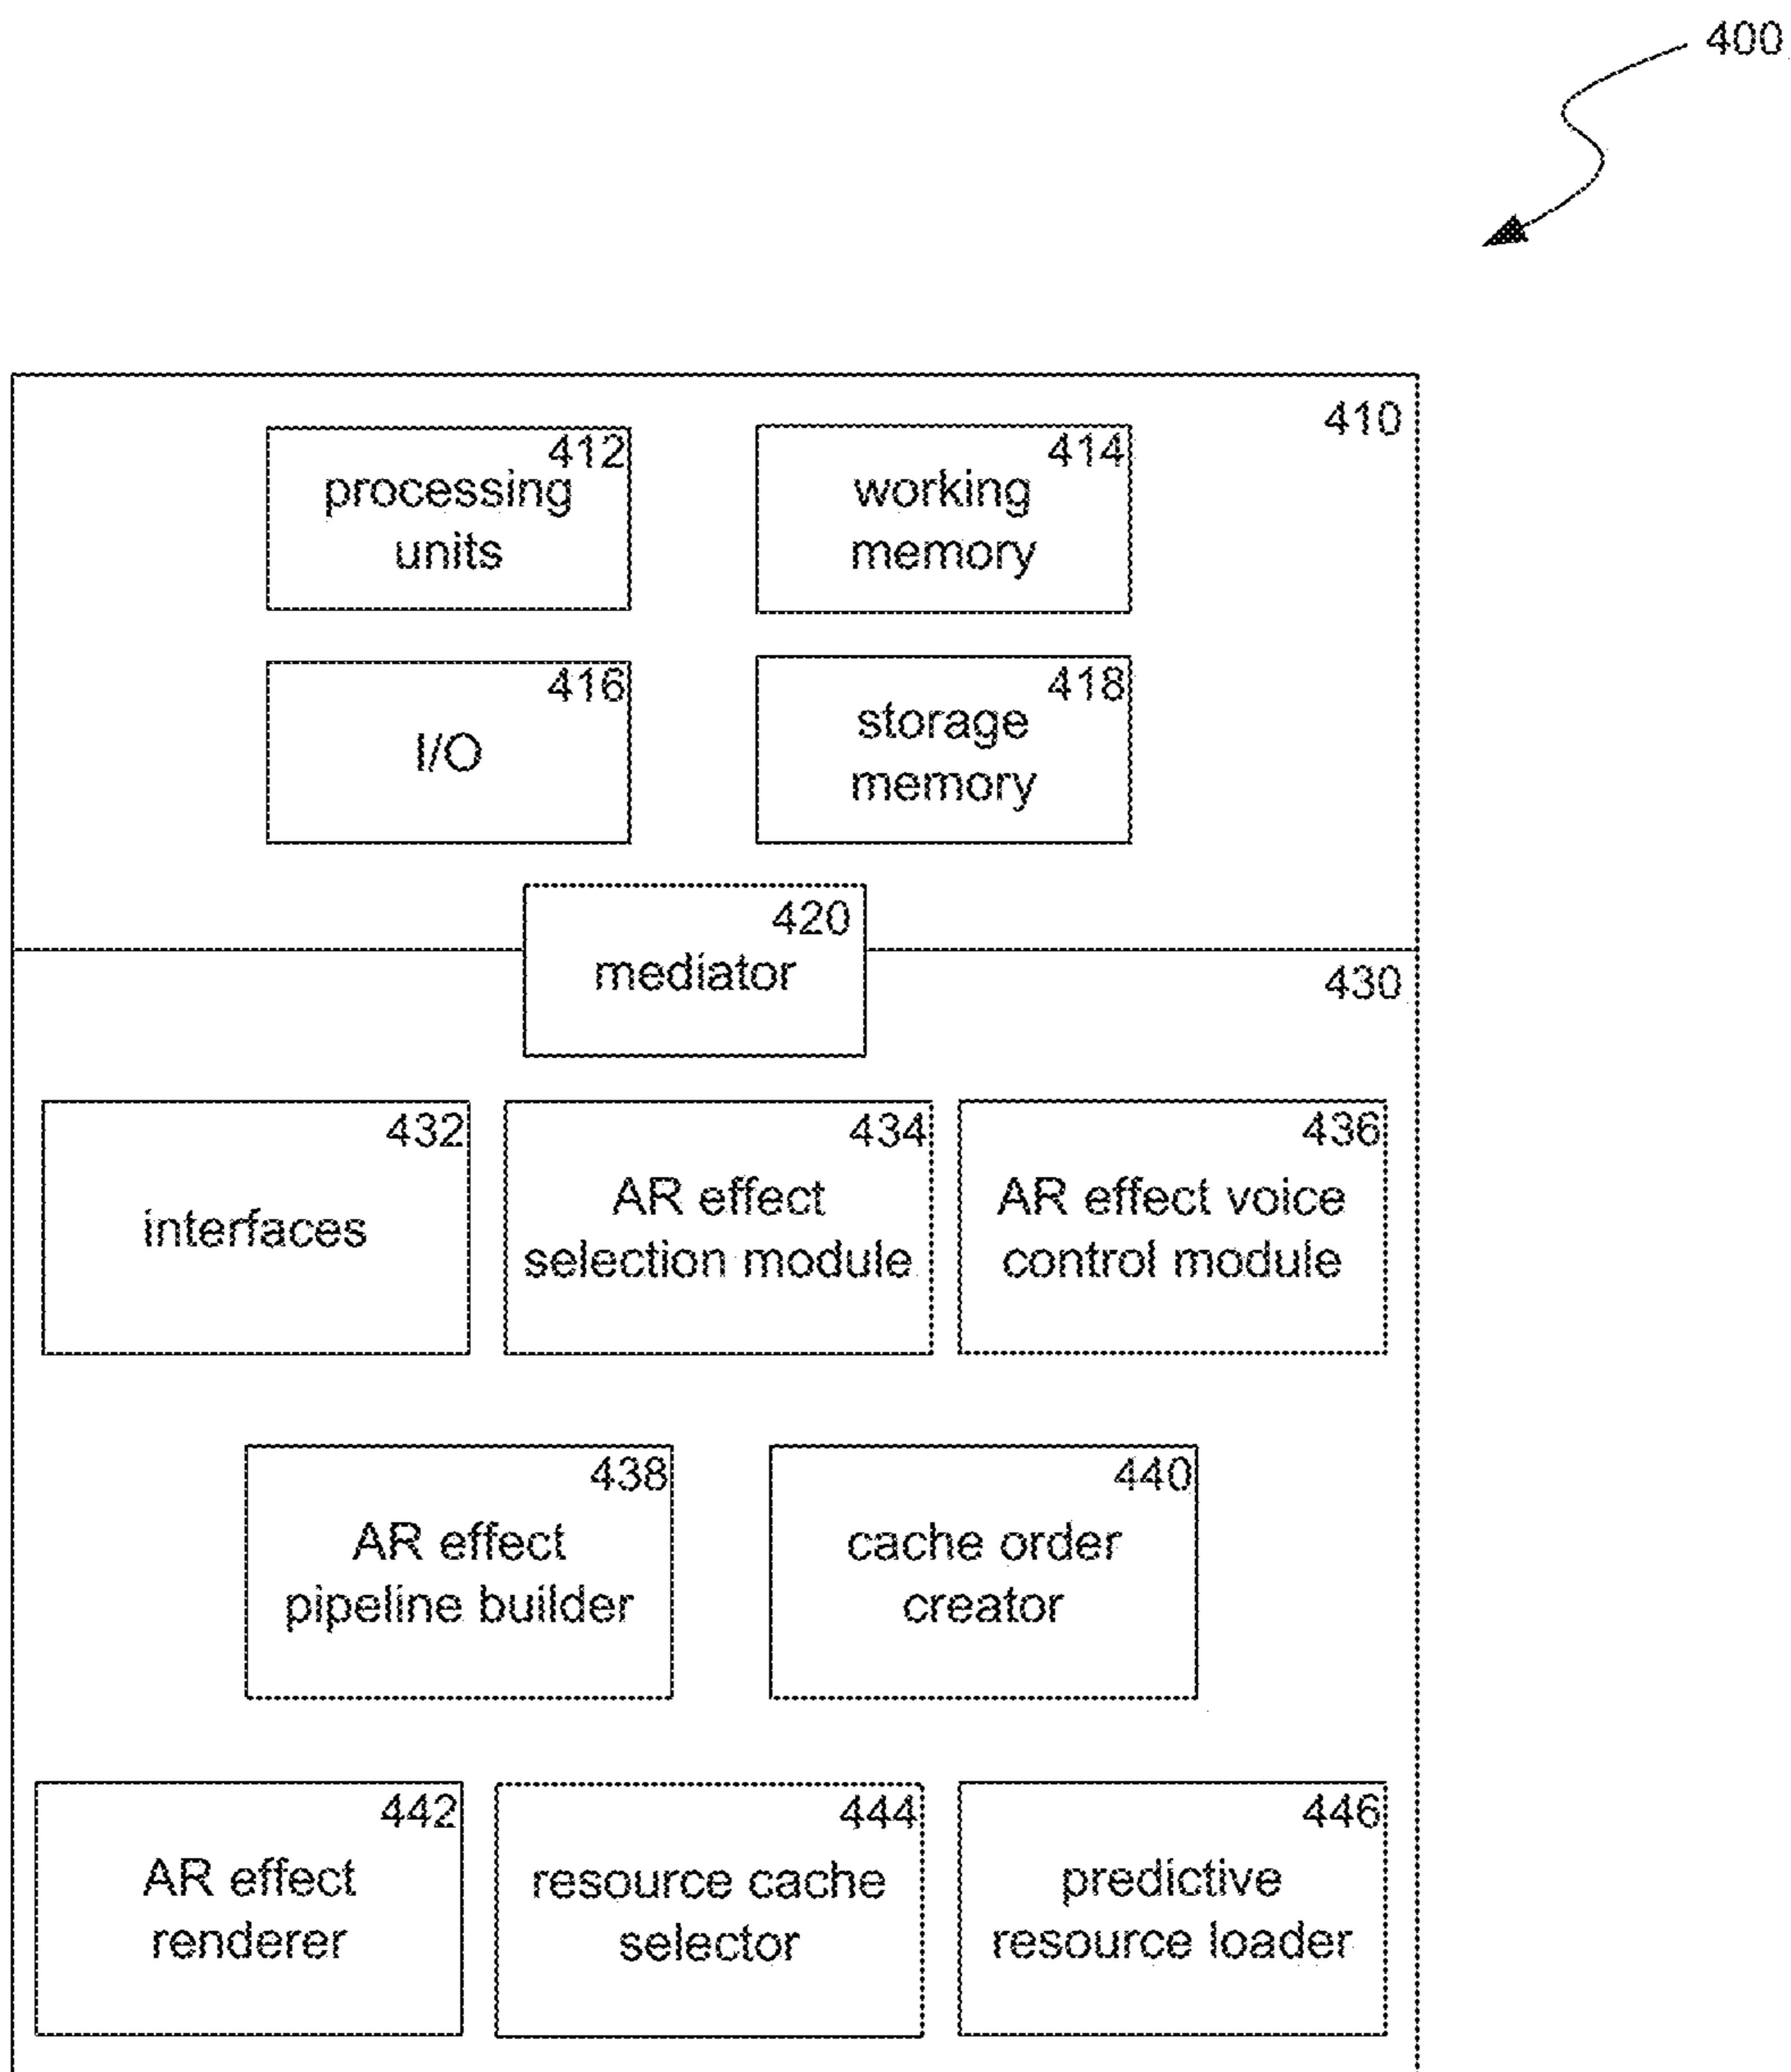 400
410
412
processing
units
414
working
memory
416
I/O
418
storage
memory
420
mediator
430
432
interfaces
434
AR effect
selection module
436
AR effect voice
control module
438
AR effect
pipeline builder
440
cache order
creator
442
AR effect
renderer
444
resource cache
selector
446
predictive
resource loader